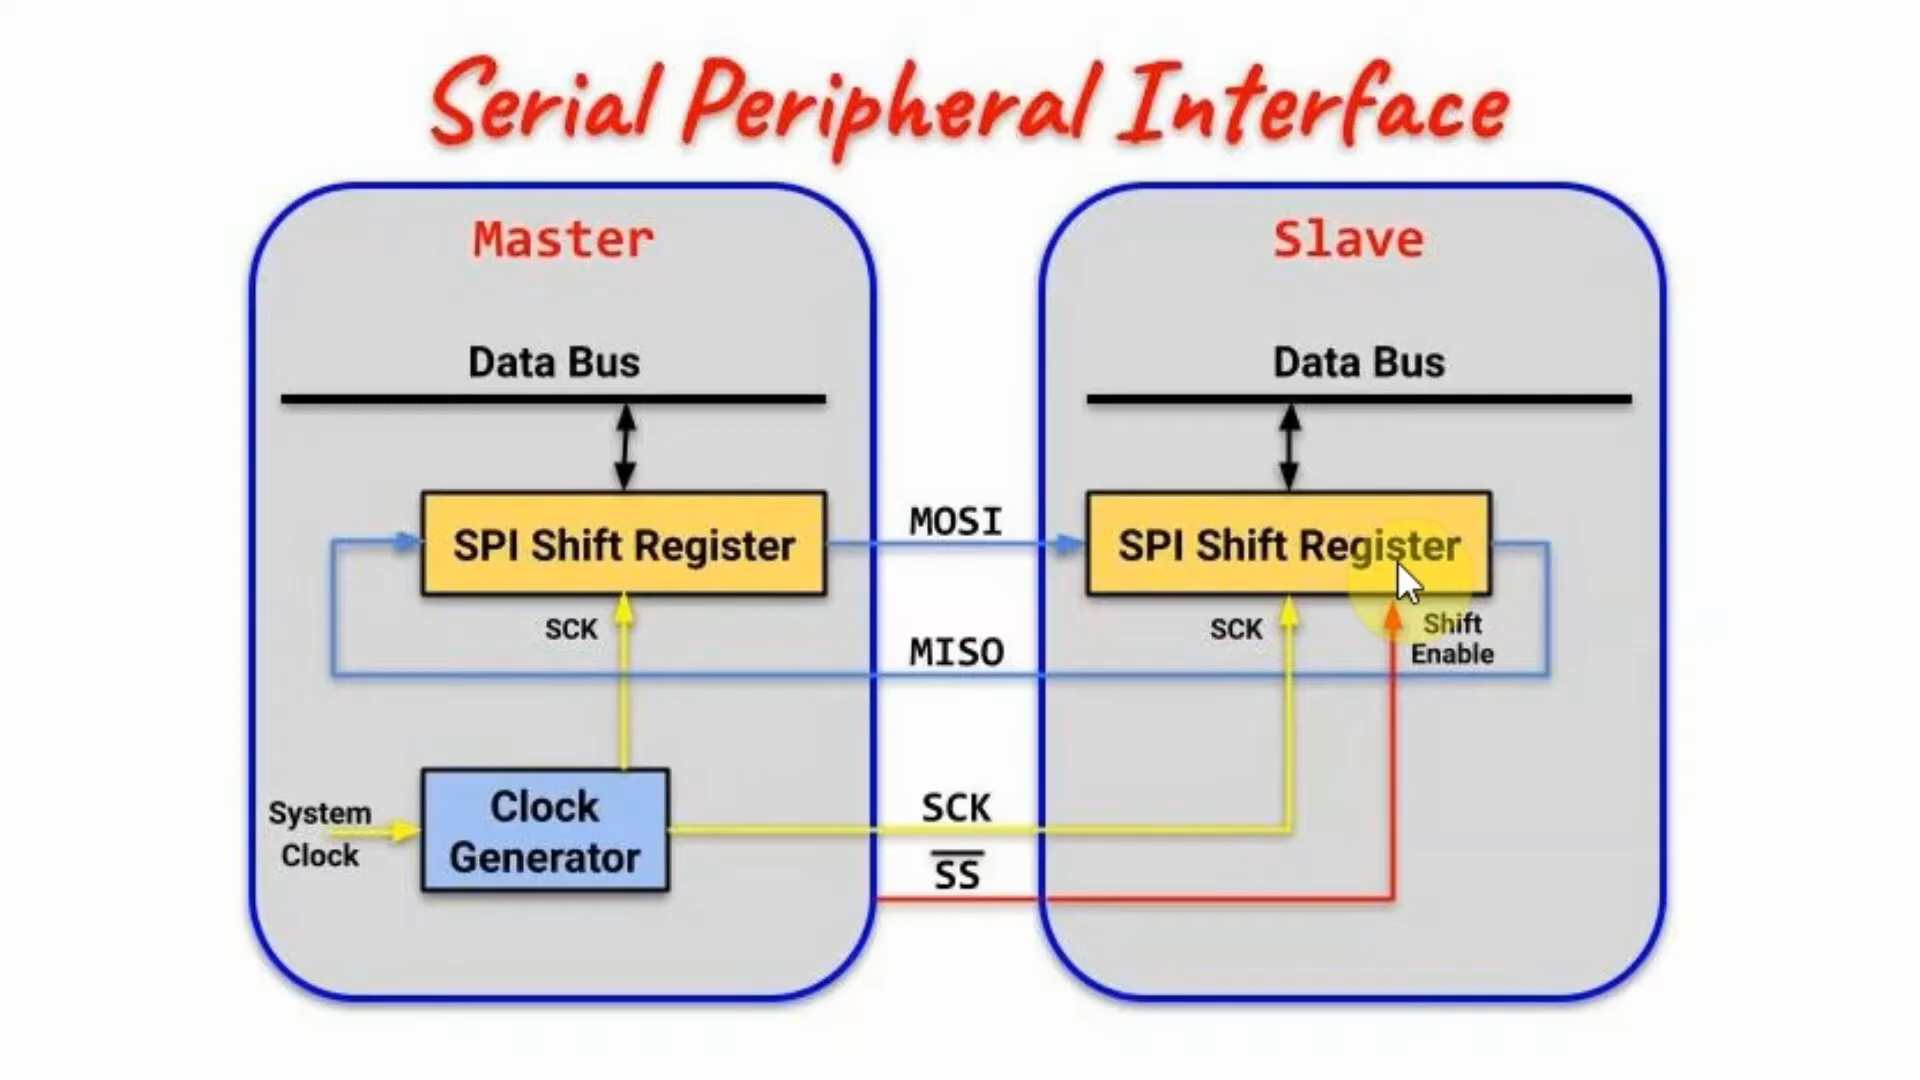 Serial Peripheral Interface
Master
Slave
Data Bus
Data Bus
SPI Shift Register
MOSI
SPI Shift Register
SCK
MISO
SCK
Shift
Enable
System
Clock
Clock
Generator
SCK
S̅S̅